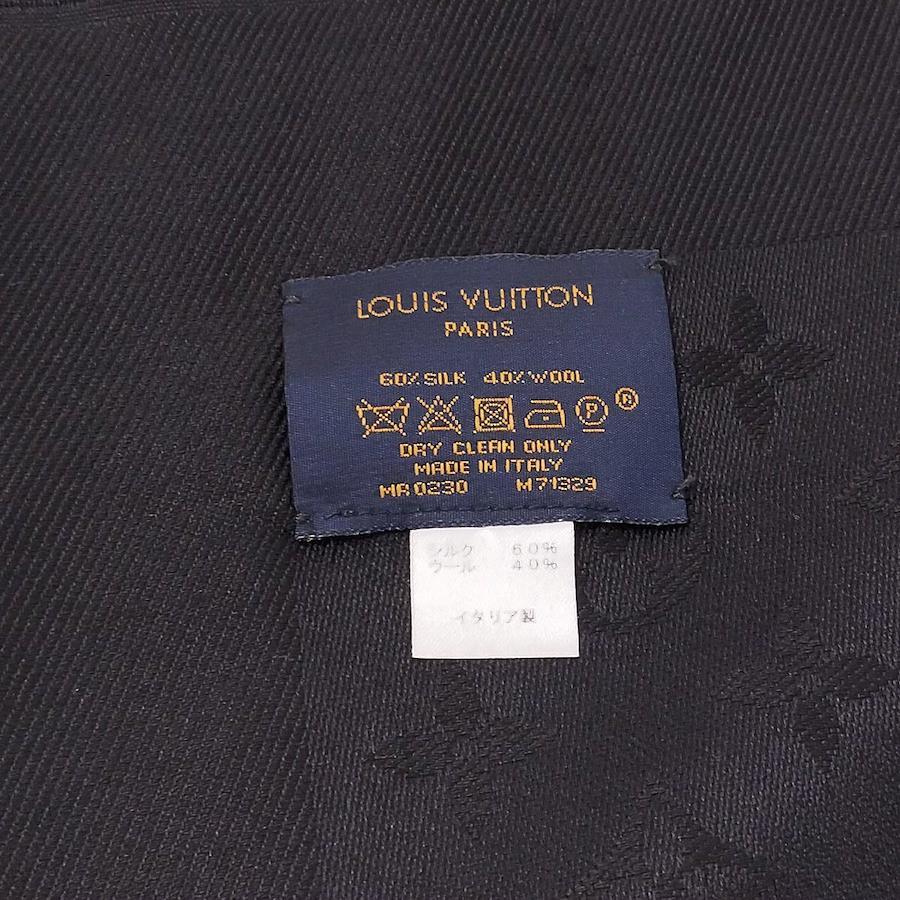 LOUIS VUITTON
PARIS
60% SILK 40% WOOL
P ®
DRY CLEAN ONLY
MADE IN ITALY
MR0230 M71329
シルク 60%
ウール 40%
イタリア製